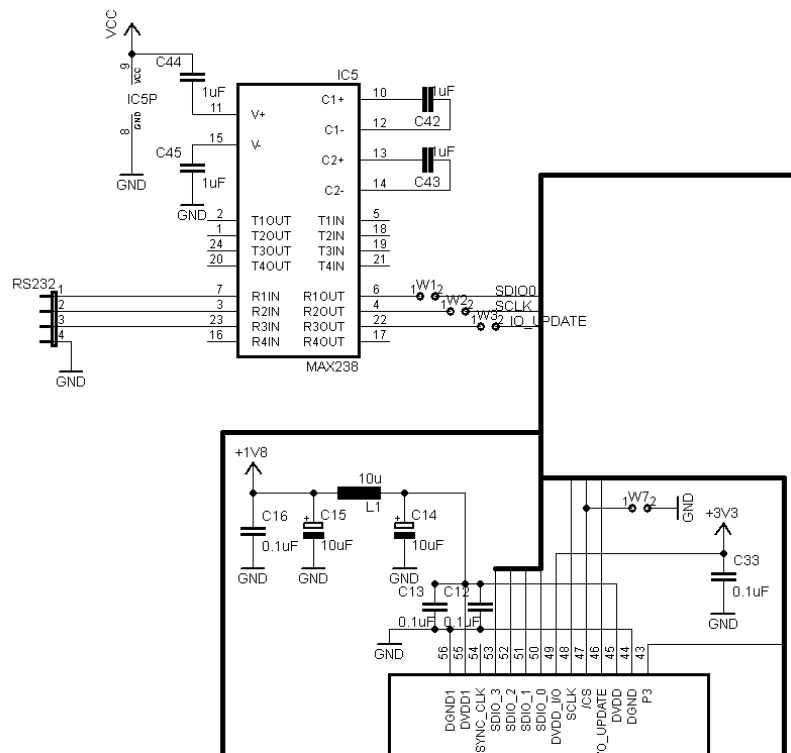 VCC
C44
IC5
9
VCC
1uF
IC5P
11
V+
C1+
10
1uF
C1-
12
C42
8
GND
C45
15
V-
C2+
13
1uF
GND
1uF
GND
C2-
14
C43
2
T1OUT
T1IN
5
1
T2OUT
T2IN
18
24
T3OUT
T3IN
19
20
T4OUT
T4IN
21
RS232
1
7
R1IN
R1OUT
6
1 W1 2
SDIO0
2
3
R2IN
R2OUT
4
1 W2 2
SCLK
3
23
R3IN
R3OUT
22
1 W3 2
IO_UPDATE
4
16
R4IN
R4OUT
17
GND
MAX238
+1V8
10u
L1
C16
0.1uF
GND
+
C15
10uF
GND
+
C14
10uF
GND
1 W7 2
GND
+3V3
C33
0.1uF
GND
C13
0.1uF
C12
0.1uF
GND
56 55 54 53 52 51 50 49 48 47 46 45 44 43
DGND1
DVDD1
SYNC_CLK
SDIO_3
SDIO_2
SDIO_1
SDIO_0
DVDD_I/O
SCLK
/CS
IO_UPDATE
DVDD
DGND
P3